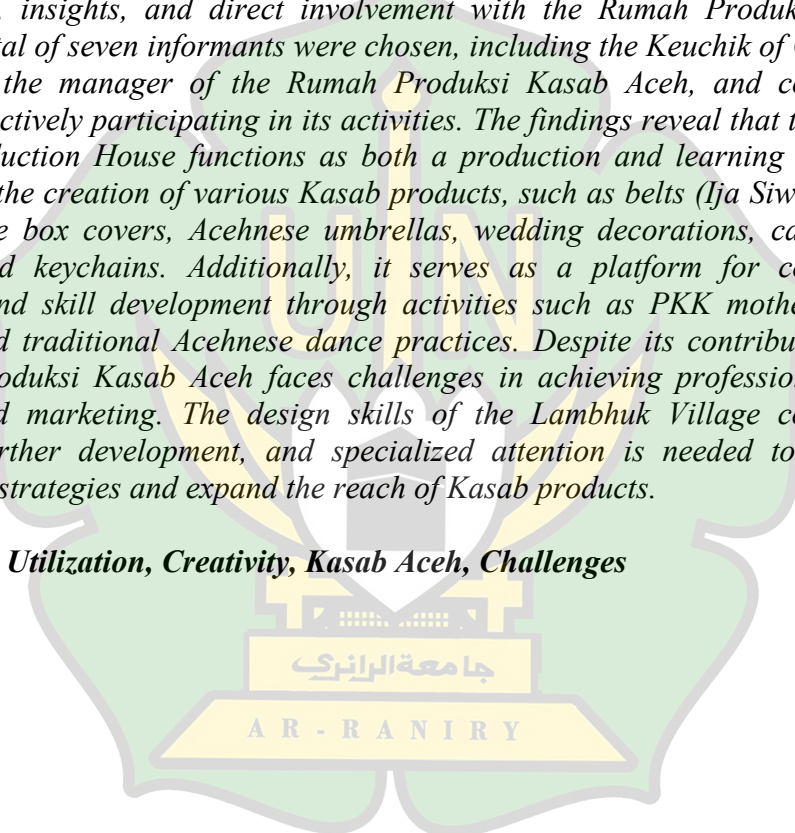 insights, and direct involvement with the Rumah Produk
tal of seven informants were chosen, including the Keuchik of
the manager of the Rumah Produksi Kasab Aceh, and co
ctively participating in its activities. The findings reveal that t
duction House functions as both a production and learning
the creation of various Kasab products, such as belts (Ija Siw
e box covers, Acehnese umbrellas, wedding decorations, ca
d keychains. Additionally, it serves as a platform for co
nd skill development through activities such as PKK mothe
d traditional Acehnese dance practices. Despite its contribu
oduksi Kasab Aceh faces challenges in achieving profession
d marketing. The design skills of the Lambhuk Village co
rther development, and specialized attention is needed to
strategies and expand the reach of Kasab products.
Utilization, Creativity, Kasab Aceh, Challenges
UIN
جامعة الرانري
AR-RANIRY